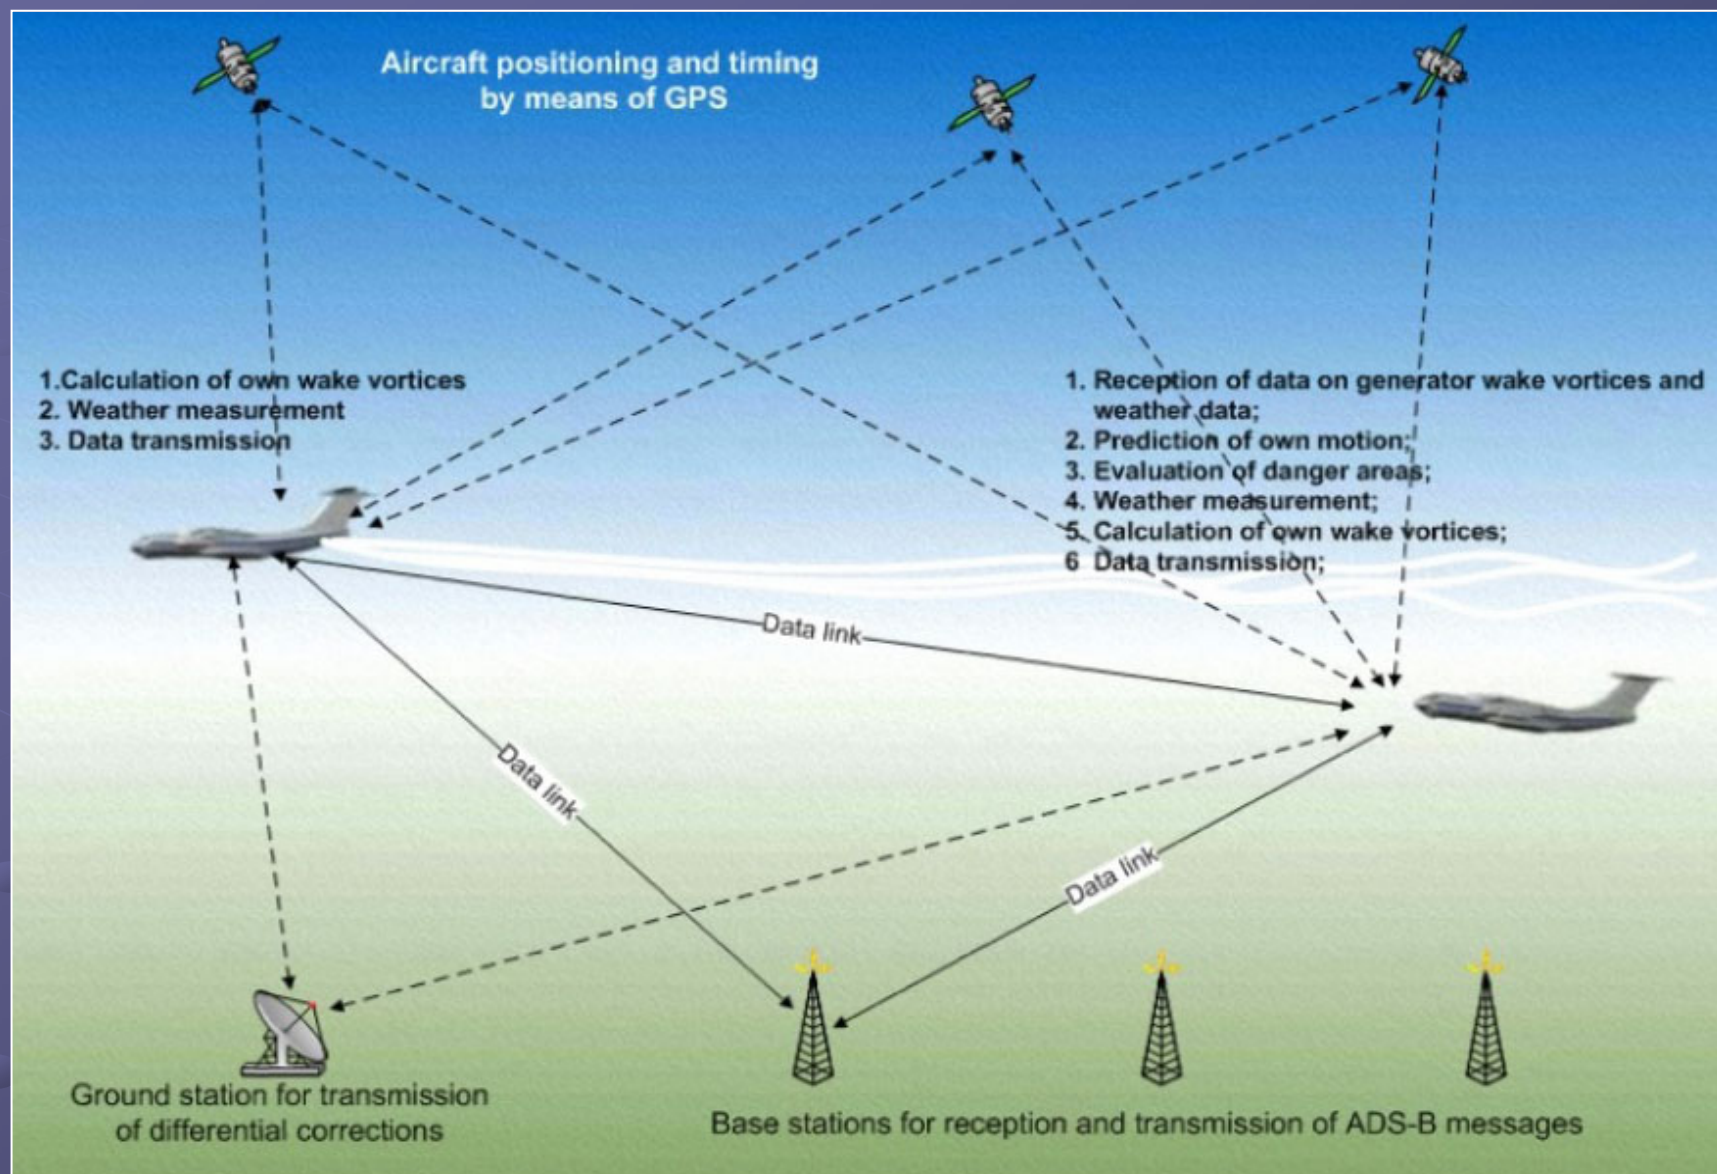 Aircraft positioning and timing
by means of GPS
1.Calculation of own wake vortices
2. Weather measurement
3. Data transmission
1. Reception of data on generator wake vortices and
weather data;
2. Prediction of own motion;
3. Evaluation of danger areas;
4. Weather measurement;
5. Calculation of own wake vortices;
6 Data transmission;
Data link
Data link
Data link
Ground station for transmission
of differential corrections
Base stations for reception and transmission of ADS-B messages